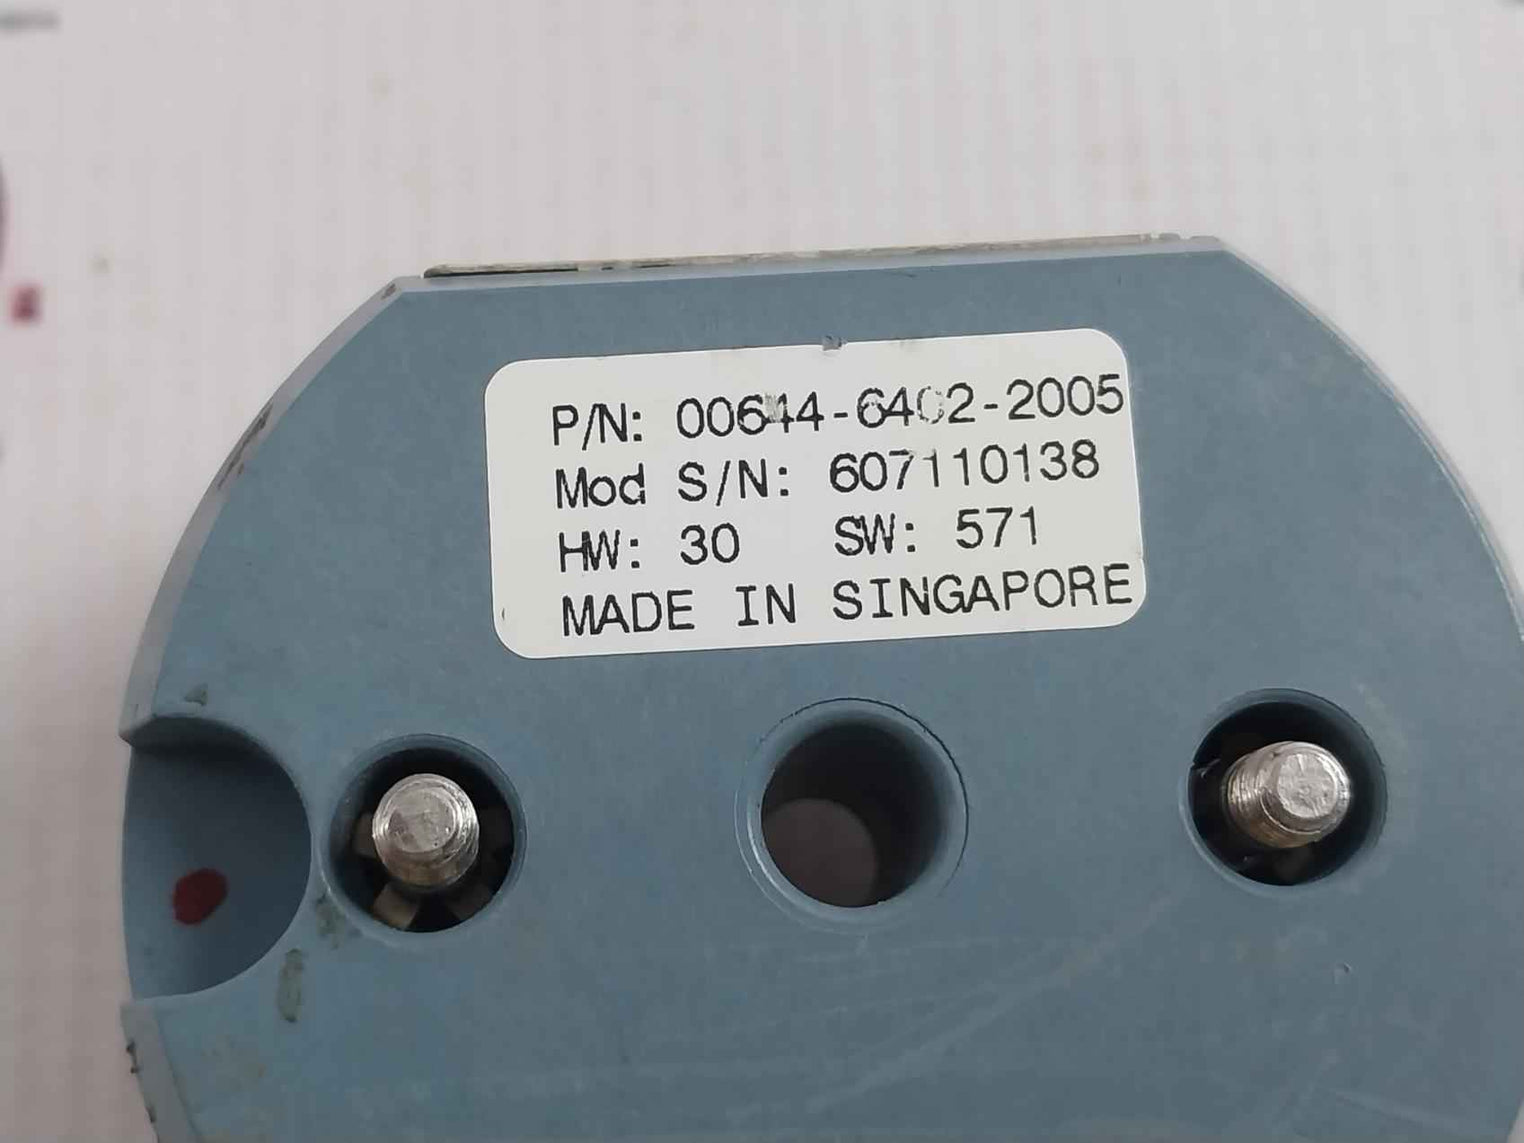 P/N: 00644-6402-2005
Mod S/N: 607110138
HW: 30 SW: 571
MADE IN SINGAPORE